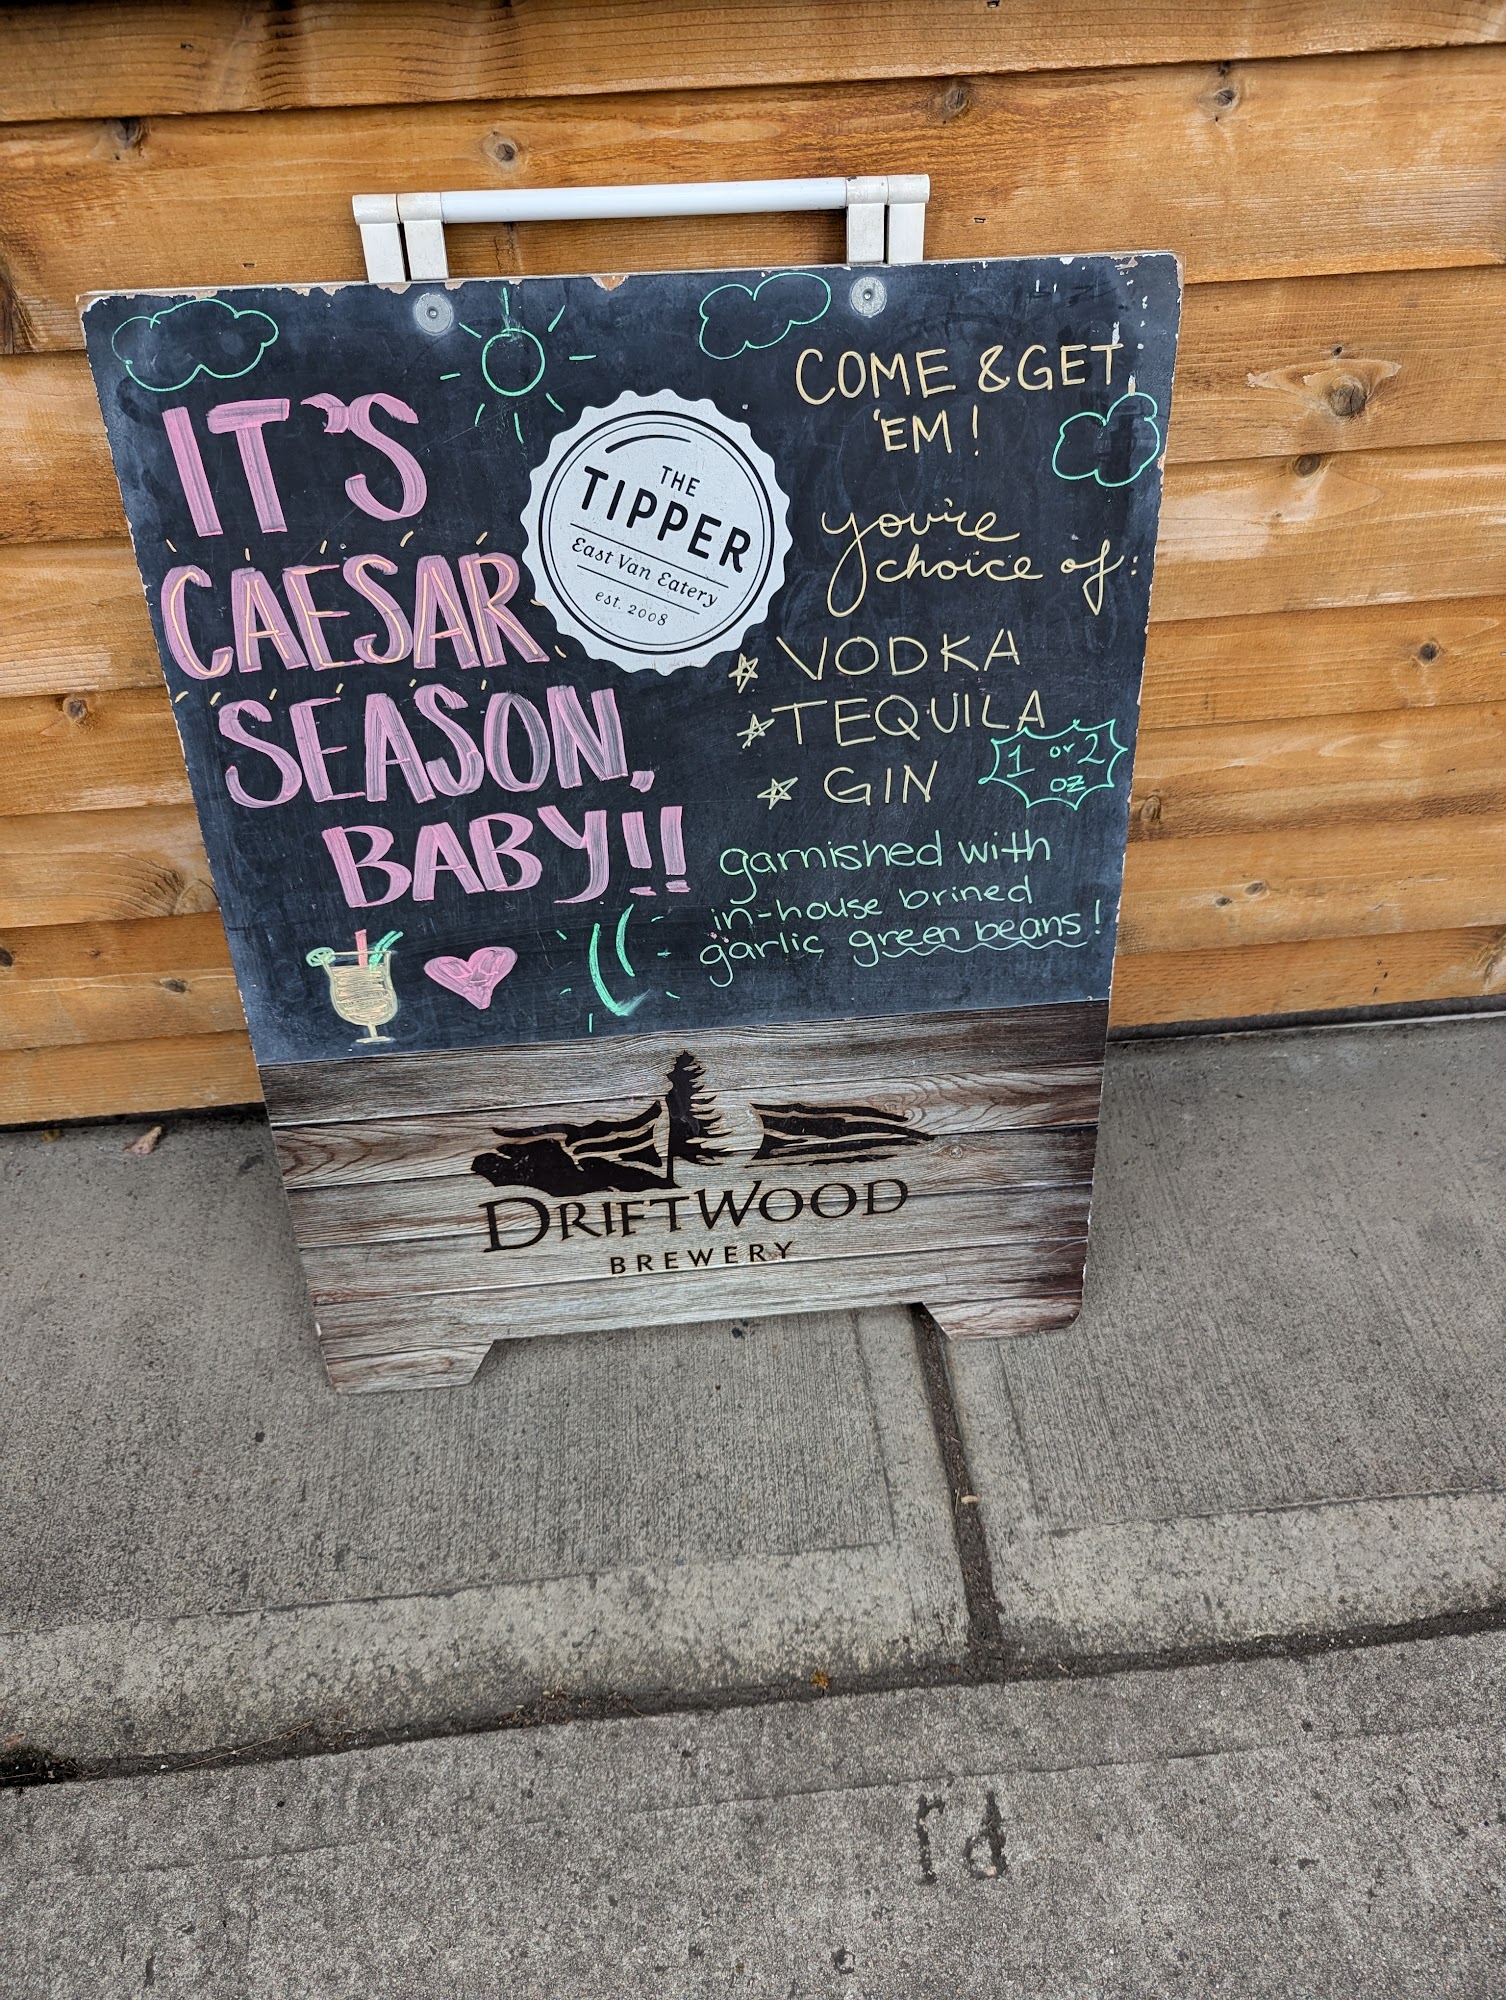 IT'S
CAESAR
SEASON,
BABY!!
THE
TIPPER
East Van Eatery
est. 2008
COME & GET
'EM!
you're
choice of:
VODKA
TEQUILA
GIN
1 or 2
oz
garnished with
in-house brined
garlic green beans!
DRIFTWOOD
BREWERY
rd